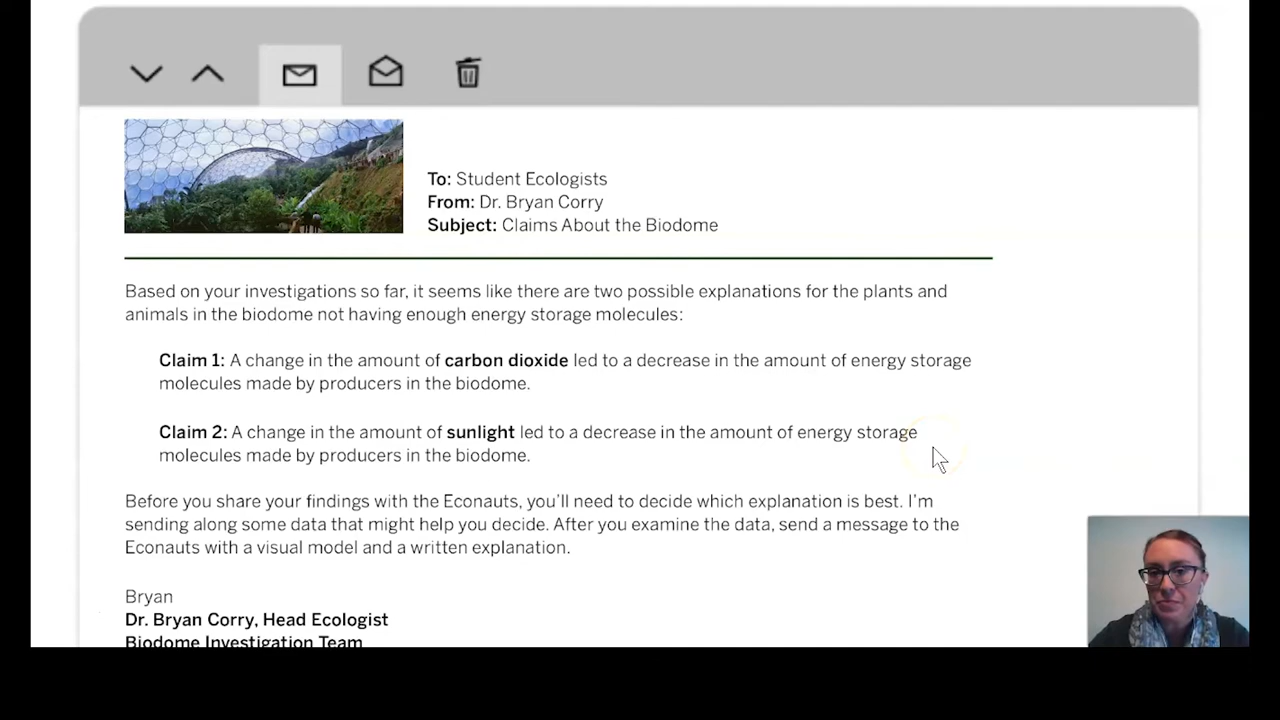 To: Student Ecologists
From: Dr. Bryan Corry
Subject: Claims About the Biodome
Based on your investigations so far, it seems like there are two possible explanations for the plants and
animals in the biodome not having enough energy storage molecules:
Claim 1: A change in the amount of carbon dioxide led to a decrease in the amount of energy storage
molecules made by producers in the biodome.
Claim 2: A change in the amount of sunlight led to a decrease in the amount of energy storage
molecules made by producers in the biodome.
Before you share your findings with the Econauts, you'll need to decide which explanation is best. I'm
sending along some data that might help you decide. After you examine the data, send a message to the
Econauts with a visual model and a written explanation.
Bryan
Dr. Bryan Corry, Head Ecologist
Biodome Investigation Team